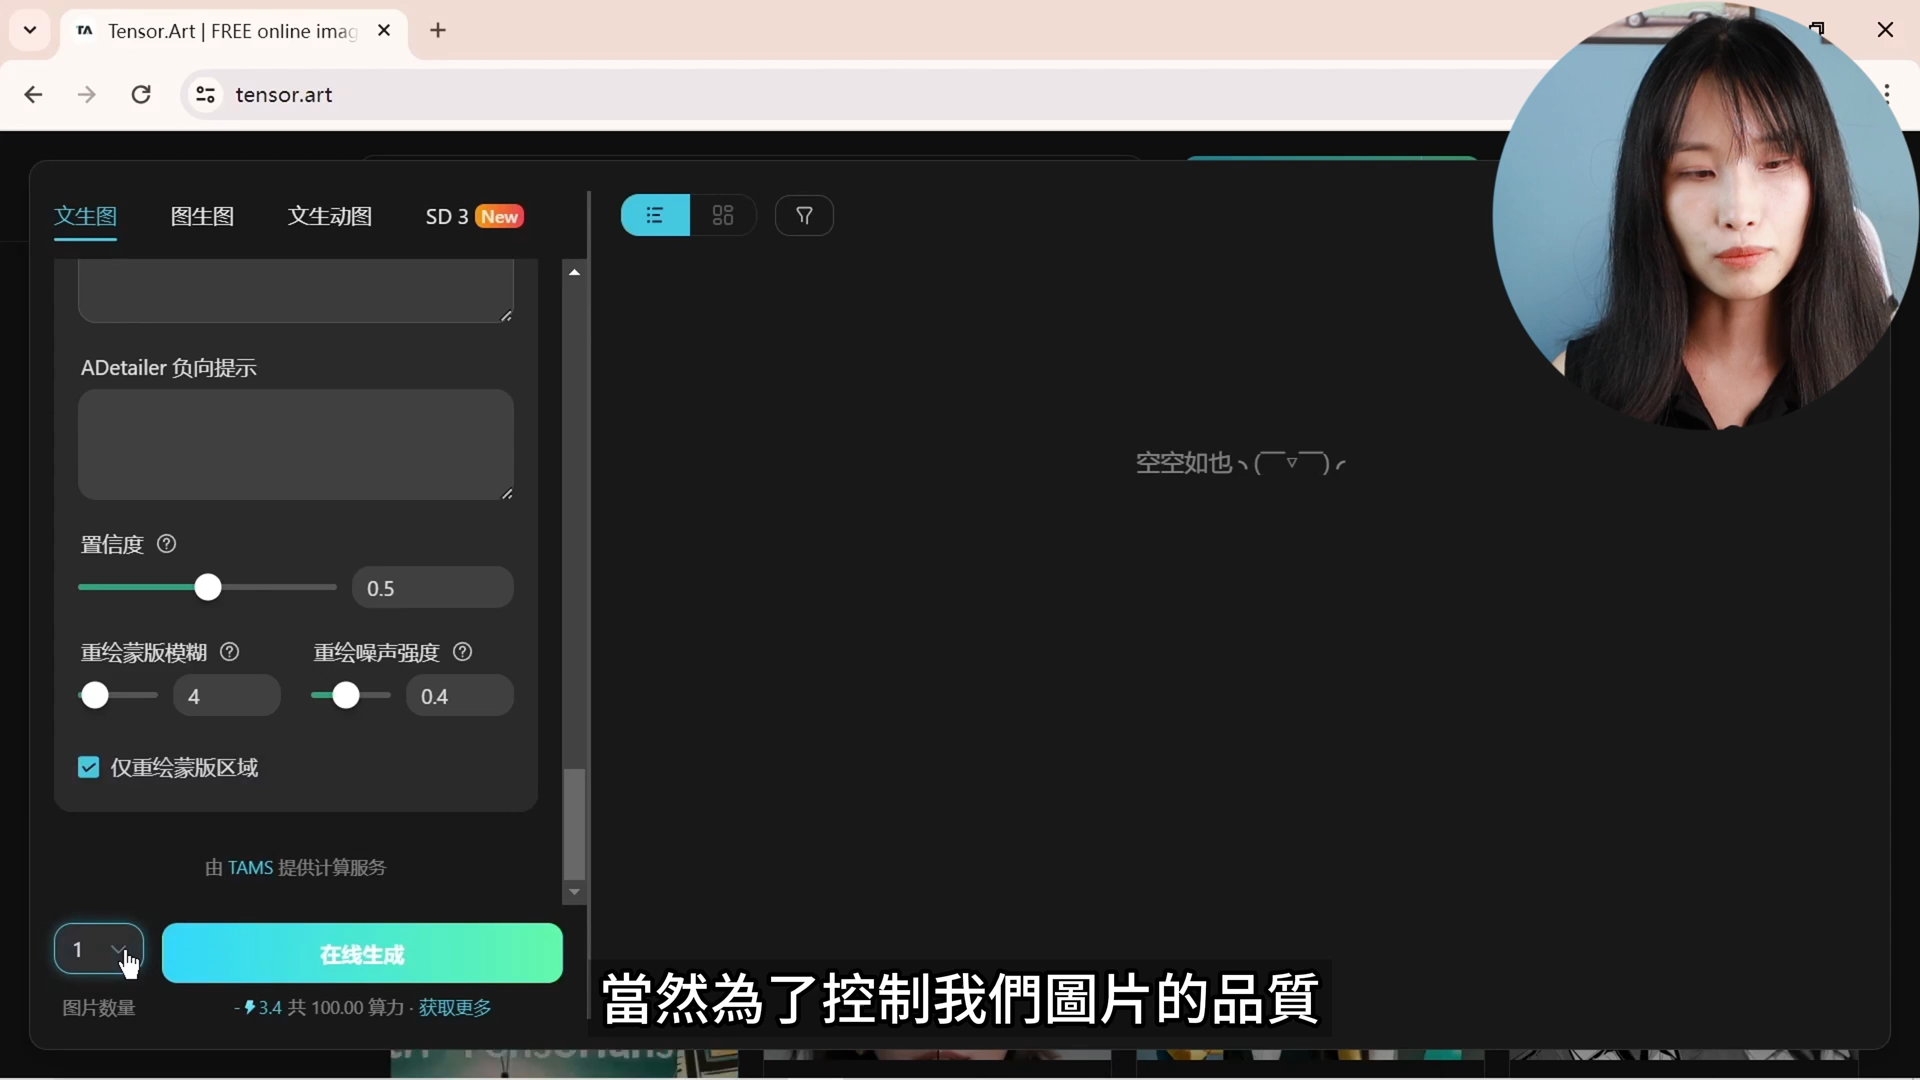 TA Tensor.Art | FREE online imag
tensor.art
文生图 图生图 文生动图 SD 3 New
ADetailer 负向提示
空空如也ヽ(￣▽￣)╭
置信度
0.5
重绘蒙版模糊 重绘噪声强度
4 0.4
仅重绘蒙版区域
由 TAMS 提供计算服务
1 在线生成
图片数量 -3.4 共 100.00 算力 · 获取更多
當然為了控制我們圖片的品質